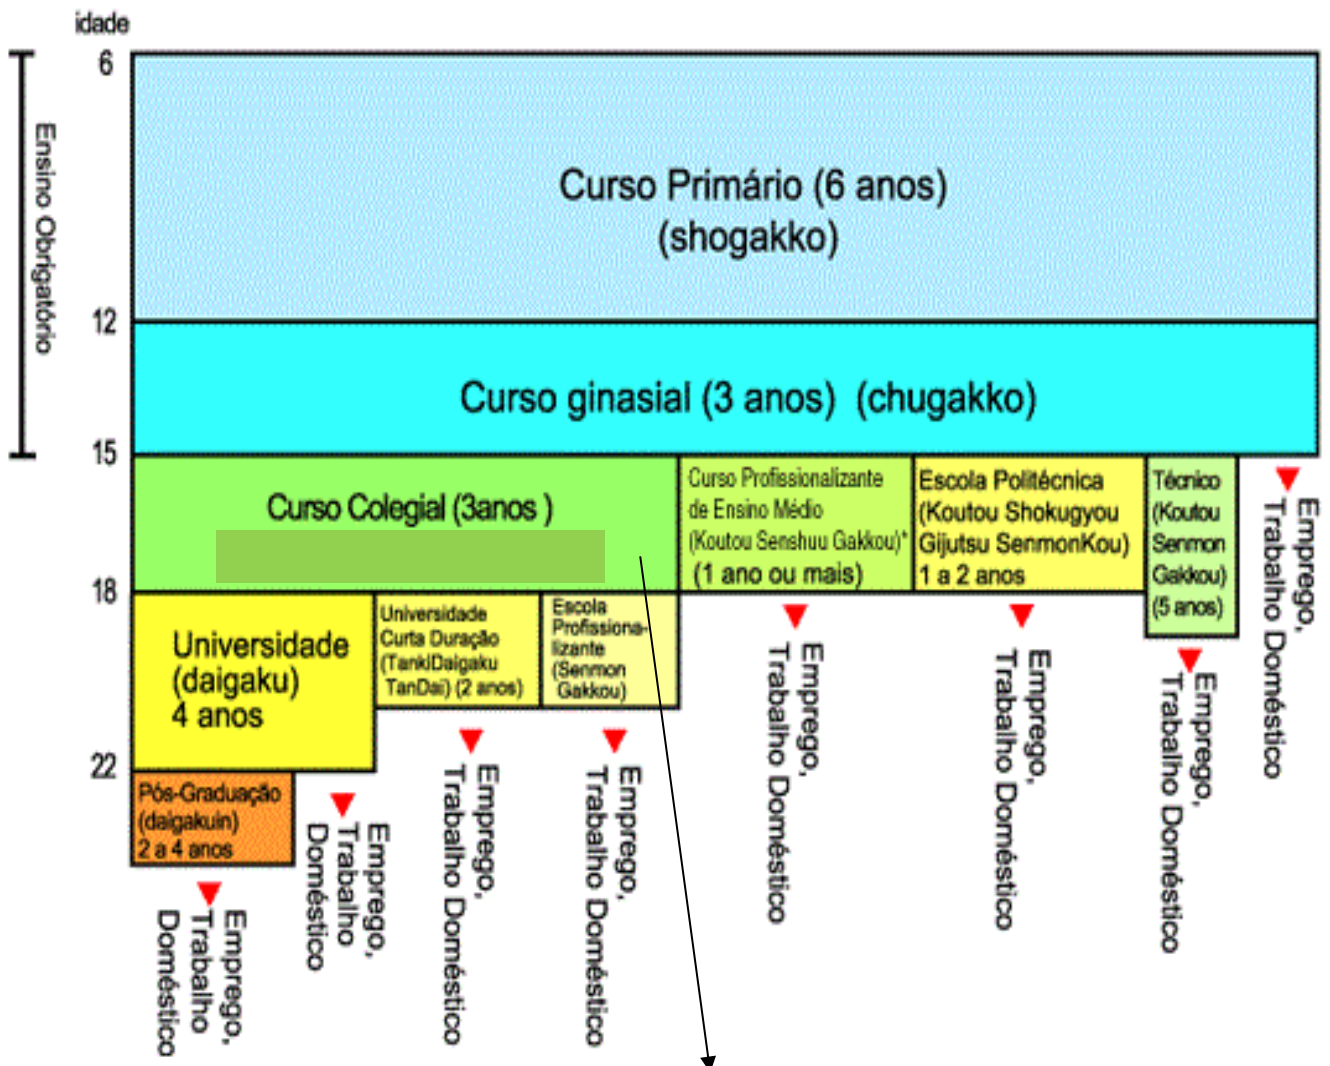 idade
6
Ensino Obrigatório
Curso Primário (6 anos)
(shogakko)
12
Curso ginasial (3 anos) (chugakko)
15
Curso Colegial (3anos )
Curso Profissionalizante
de Ensino Médio
(Koutou Senshuu Gakkou)*
(1 ano ou mais)
Escola Politécnica
(Koutou Shokugyou
Gijutsu SenmonKou)
1 a 2 anos
Técnico
(Koutou
Senmon
Gakkou)
(5 anos)
Emprego,
Trabalho Doméstico
18
Universidade
(daigaku)
4 anos
Universidade
Curta Duração
(TankIDaigaku
TanDai) (2 anos)
Escola
Profissiona-
lizante
(Senmon
Gakkou)
Emprego,
Trabalho Doméstico
Emprego,
Trabalho Doméstico
Emprego,
Trabalho Doméstico
22
Pós-Graduação
(daigakuin)
2 a 4 anos
Emprego,
Trabalho
Doméstico
Emprego,
Trabalho Doméstico
Emprego,
Trabalho Doméstico
Emprego,
Trabalho
Doméstico